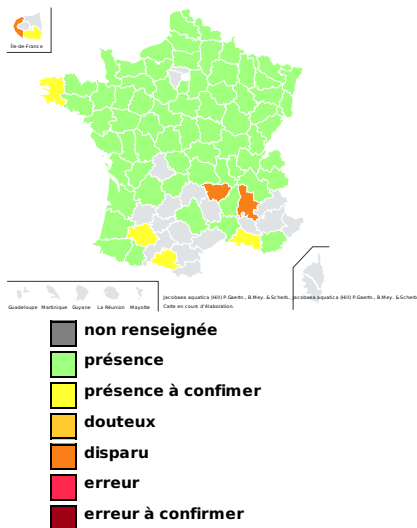 Île-de-France
Guadeloupe Martinique Guyane La Réunion Mayotte
Jacobaea aquatica (Hill) P.Gaertn., B.Mey. & Scherb., Jacobaea aquatica (Hill) P.Gaertn., B.Mey. & Scherb
Carte en cours d'élaboration.
non renseignée
présence
présence à confimer
douteux
disparu
erreur
erreur à confirmer